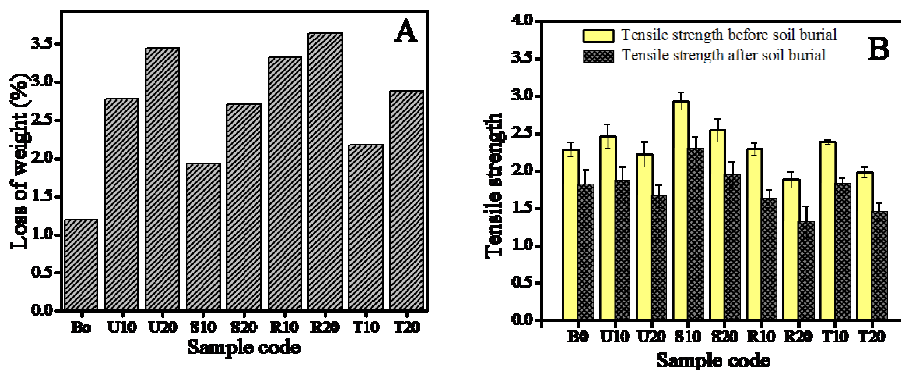 A
Loss of weight (%)
3.5
3.0
2.5
2.0
1.5
1.0
0.5
0.0
Bo U10 U20 S10 S20 R10 R20 T10 T20
Sample code
B
Tensile strength before soil burial
Tensile strength after soil burial
Tensile strength
4.0
3.5
3.0
2.5
2.0
1.5
1.0
0.5
0.0
B0 U10 U20 S10 S20 R10 R20 T10 T20
Sample code